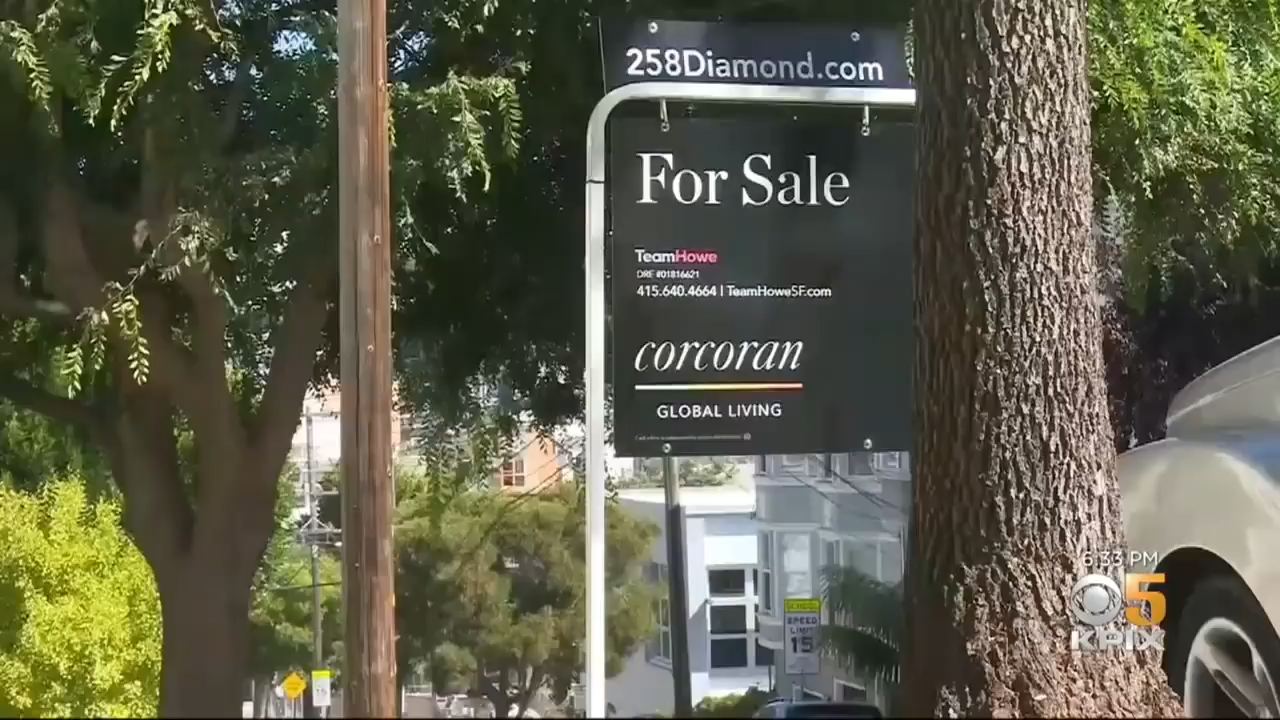 258Diamond.com
For Sale
TeamHowe
DRE #01816621
415.640.4664 | TeamHoweSF.com
corcoran
GLOBAL LIVING
SCHOOL
SPEED
LIMIT
15
6:33 PM
5
KPIX